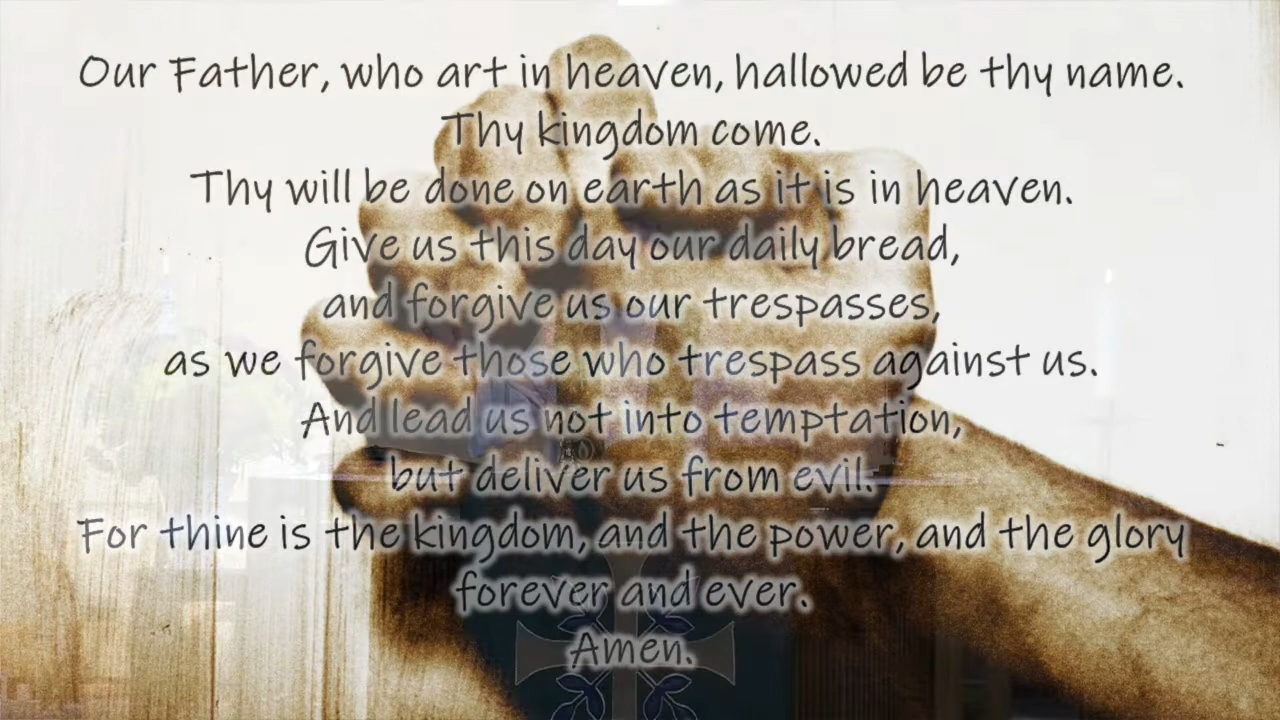 Our Father, who art in heaven, hallowed be thy name.
Thy kingdom come.
Thy will be done on earth as it is in heaven.
Give us this day our daily bread,
and forgive us our trespasses,
as we forgive those who trespass against us.
And lead us not into temptation,
but deliver us from evil.
For thine is the kingdom, and the power, and the glory
forever and ever.
Amen.